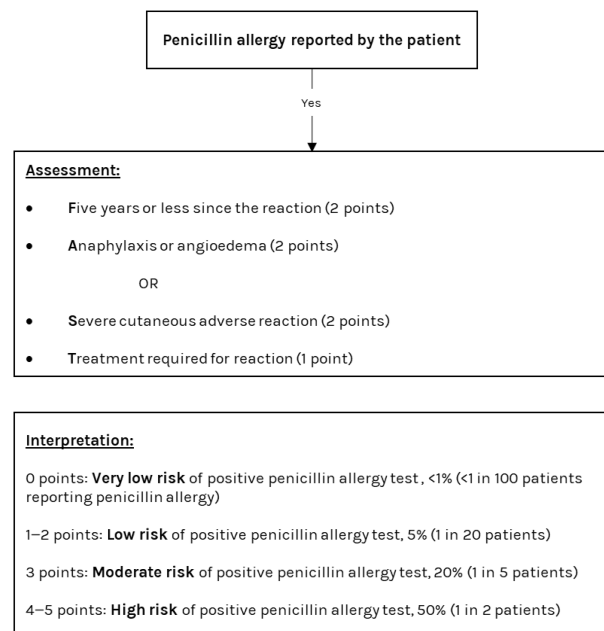 Penicillin allergy reported by the patient
Yes
Assessment:
• Five years or less since the reaction (2 points)
• Anaphylaxis or angioedema (2 points)
OR
• Severe cutaneous adverse reaction (2 points)
• Treatment required for reaction (1 point)
Interpretation:
0 points: Very low risk of positive penicillin allergy test, <1% (<1 in 100 patients
reporting penicillin allergy)
1–2 points: Low risk of positive penicillin allergy test, 5% (1 in 20 patients)
3 points: Moderate risk of positive penicillin allergy test, 20% (1 in 5 patients)
4–5 points: High risk of positive penicillin allergy test, 50% (1 in 2 patients)